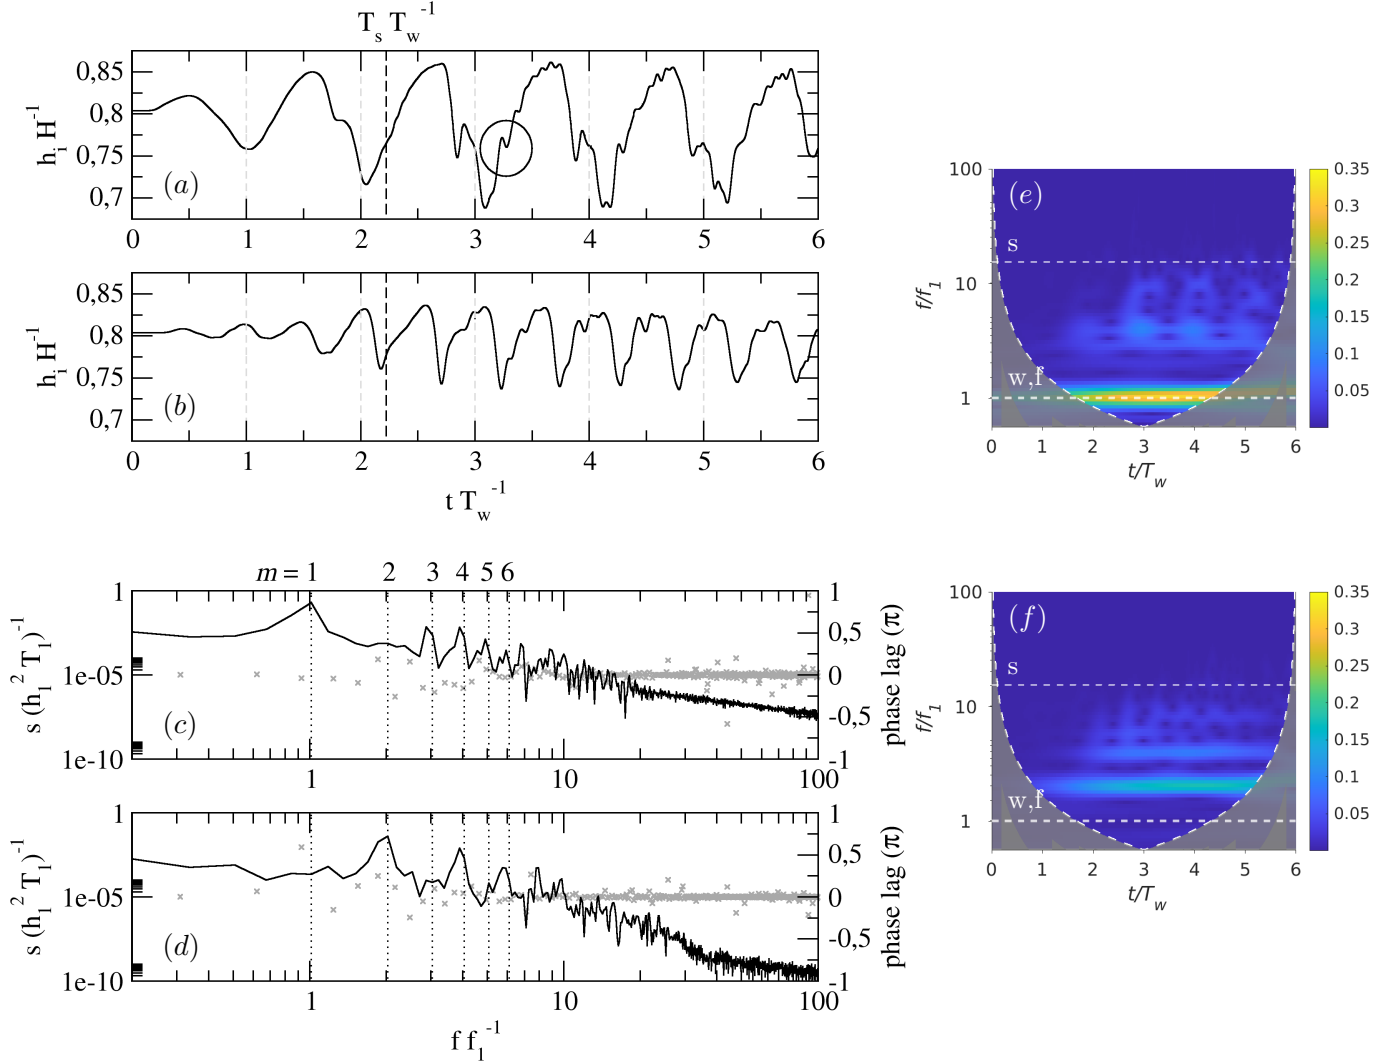 T_s T_w^-1
0,85
0,8
0,75
0,7
h_i H^-1
(a)
0 1 2 3 4 5 6
0,85
0,8
0,75
0,7
h_i H^-1
(b)
0 1 2 3 4 5 6
t T_w^-1
100
10
1
f/f_1
(e)
s
w,f
0 1 2 3 4 5 6
t/T_w
0.35
0.3
0.25
0.2
0.15
0.1
0.05
m = 1 2 3 4 5 6
1
1e-05
1e-10
s (h_1^2 T_1)^-1
(c)
1
0,5
0
-0,5
-1
phase lag (π)
1 10 100
1
1e-05
1e-10
s (h_1^2 T_1)^-1
(d)
1
0,5
0
-0,5
-1
phase lag (π)
1 10 100
f f_1^-1
100
10
1
f/f_1
(f)
s
w,f
0 1 2 3 4 5 6
t/T_w
0.35
0.3
0.25
0.2
0.15
0.1
0.05